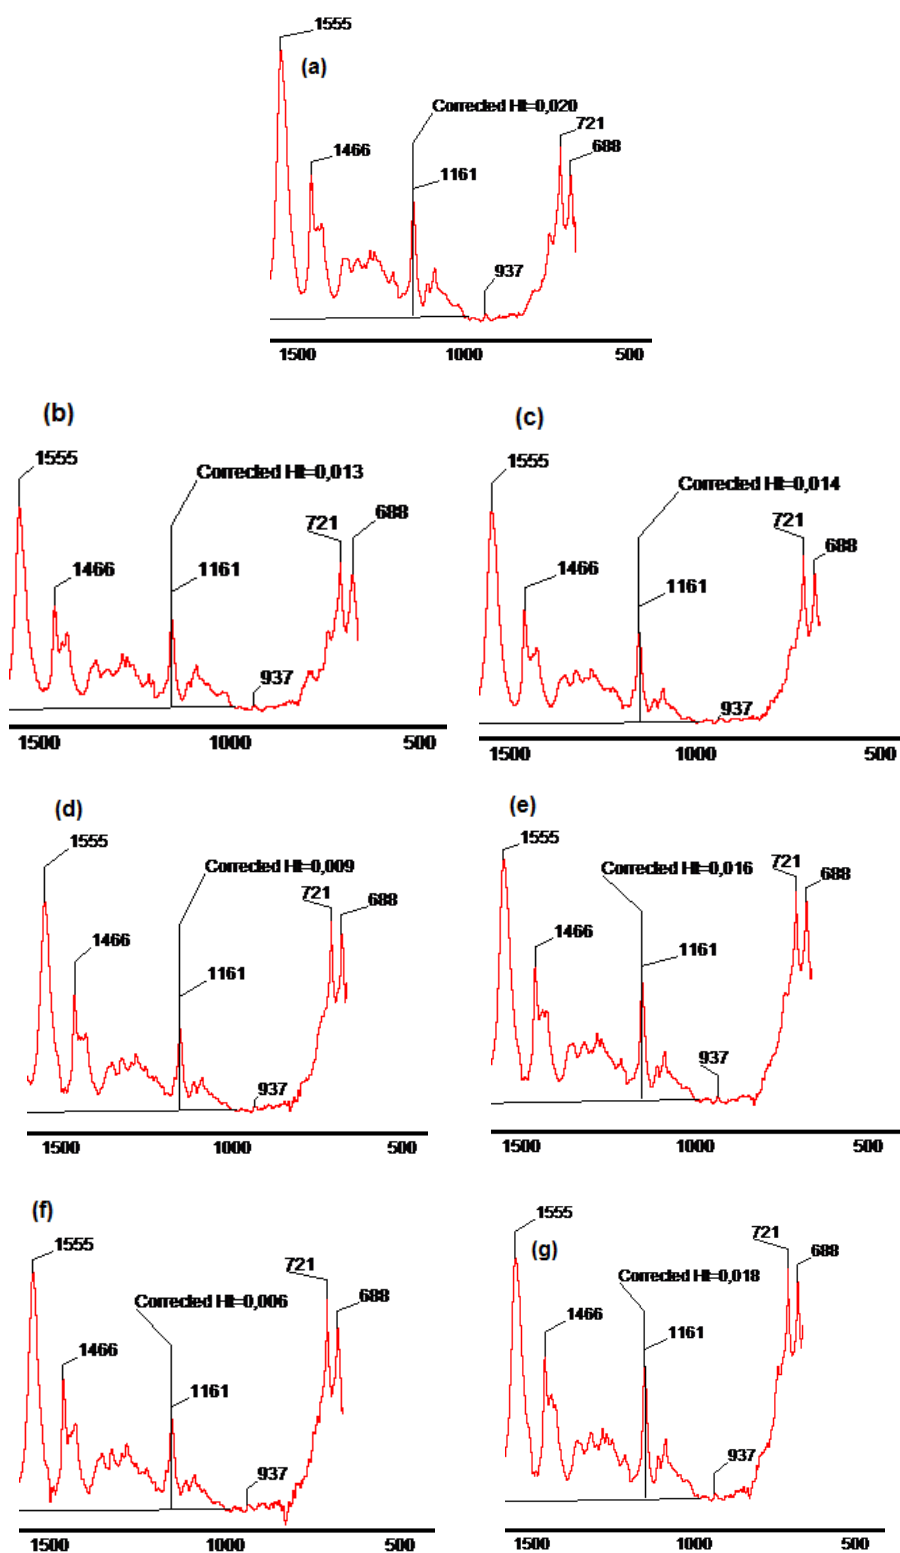 1555
(a)
Corrected Ht=0,020
721
1466
688
1161
937
1500 1000 500
(b)
1555
Corrected Ht=0,013
688
721
1466
1161
937
1500 1000 500
(c)
1555
Corrected Ht=0,014
721
688
1466
1161
937
1500 1000 500
(d)
1555
Corrected Ht=0,009
721
688
1466
1161
937
1500 1000 500
(e)
1555
Corrected Ht=0,016
721
688
1466
1161
937
1500 1000 500
(f)
1555
721
Corrected Ht=0,006
688
1466
1161
937
1500 1000 500
1555
(g)
721
688
Corrected Ht=0,018
1466
1161
937
1500 1000 500